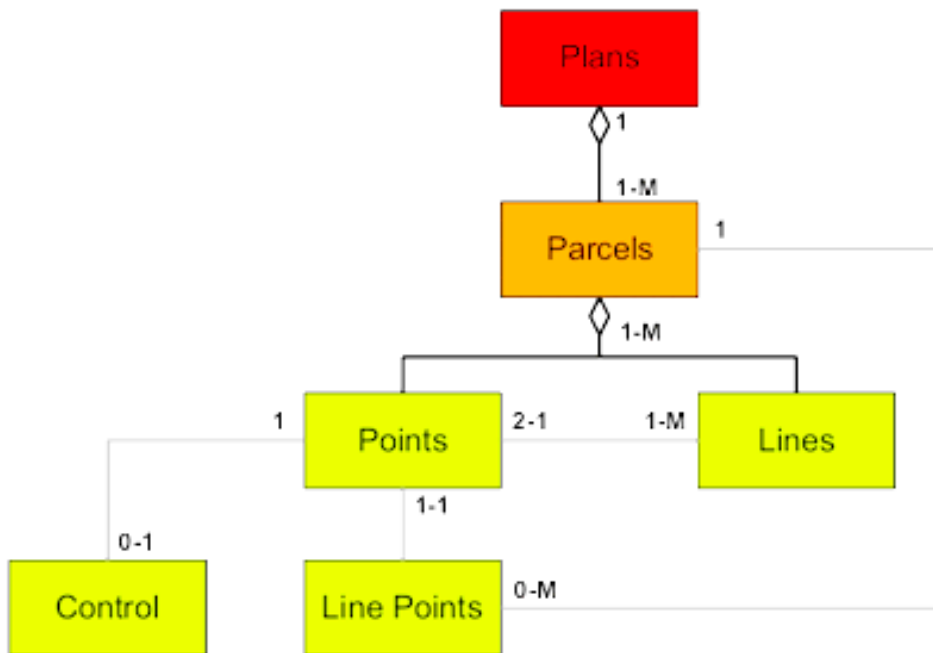 Plans
1
1-M
Parcels
1
1-M
1
Points
2-1
1-M
Lines
1-1
0-1
Control
Line Points
0-M